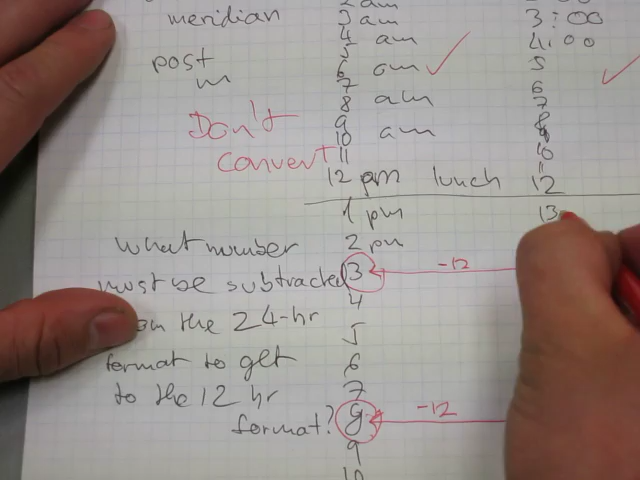 2 am
meridian 3 am 3:00
4 am 4:00
post 5 5
m 6 am 6
7 7
8 am 8
Don't 9
10 am 10
convert 11 11
12 pm lunch 12
1 pm 13
what number 2 pm
must be subtracted 3 -12
4
the 24-hr 5
format to get 6
to the 12 hr 7
format? 8 -12
9
10